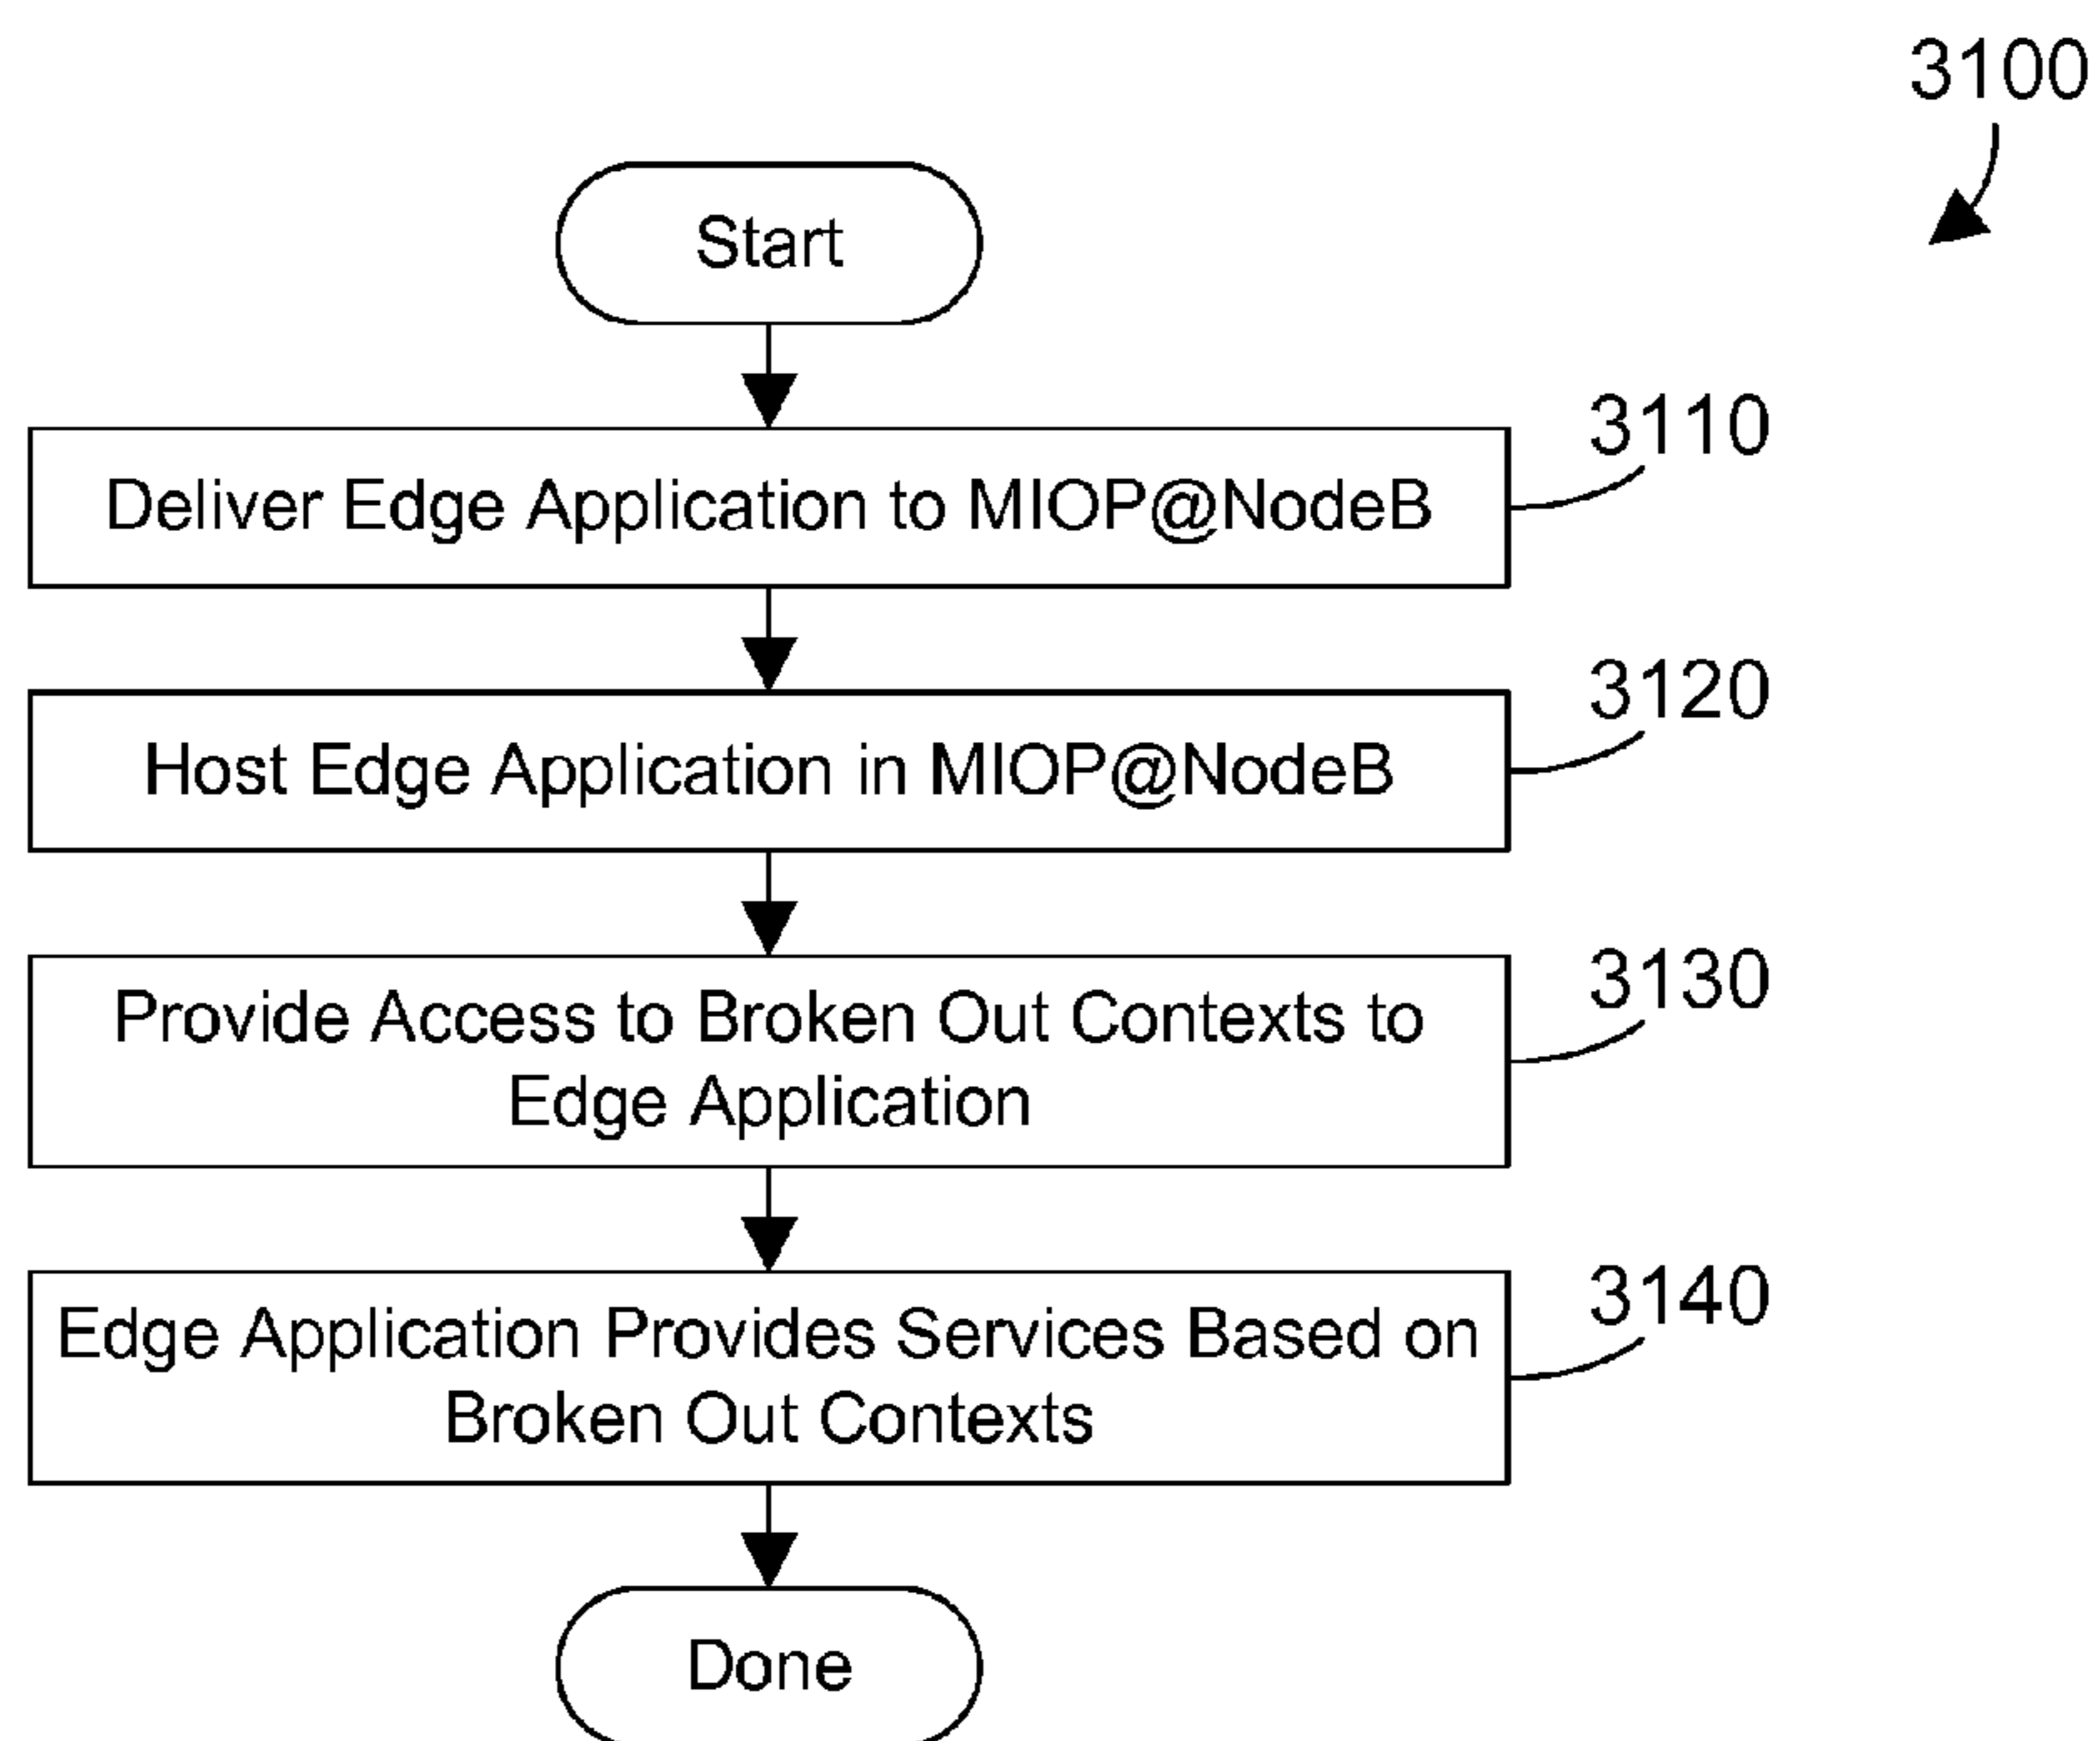 3100
Start
Deliver Edge Application to MIOP@NodeB
3110
Host Edge Application in MIOP@NodeB
3120
Provide Access to Broken Out Contexts to
Edge Application
3130
Edge Application Provides Services Based on
Broken Out Contexts
3140
Done